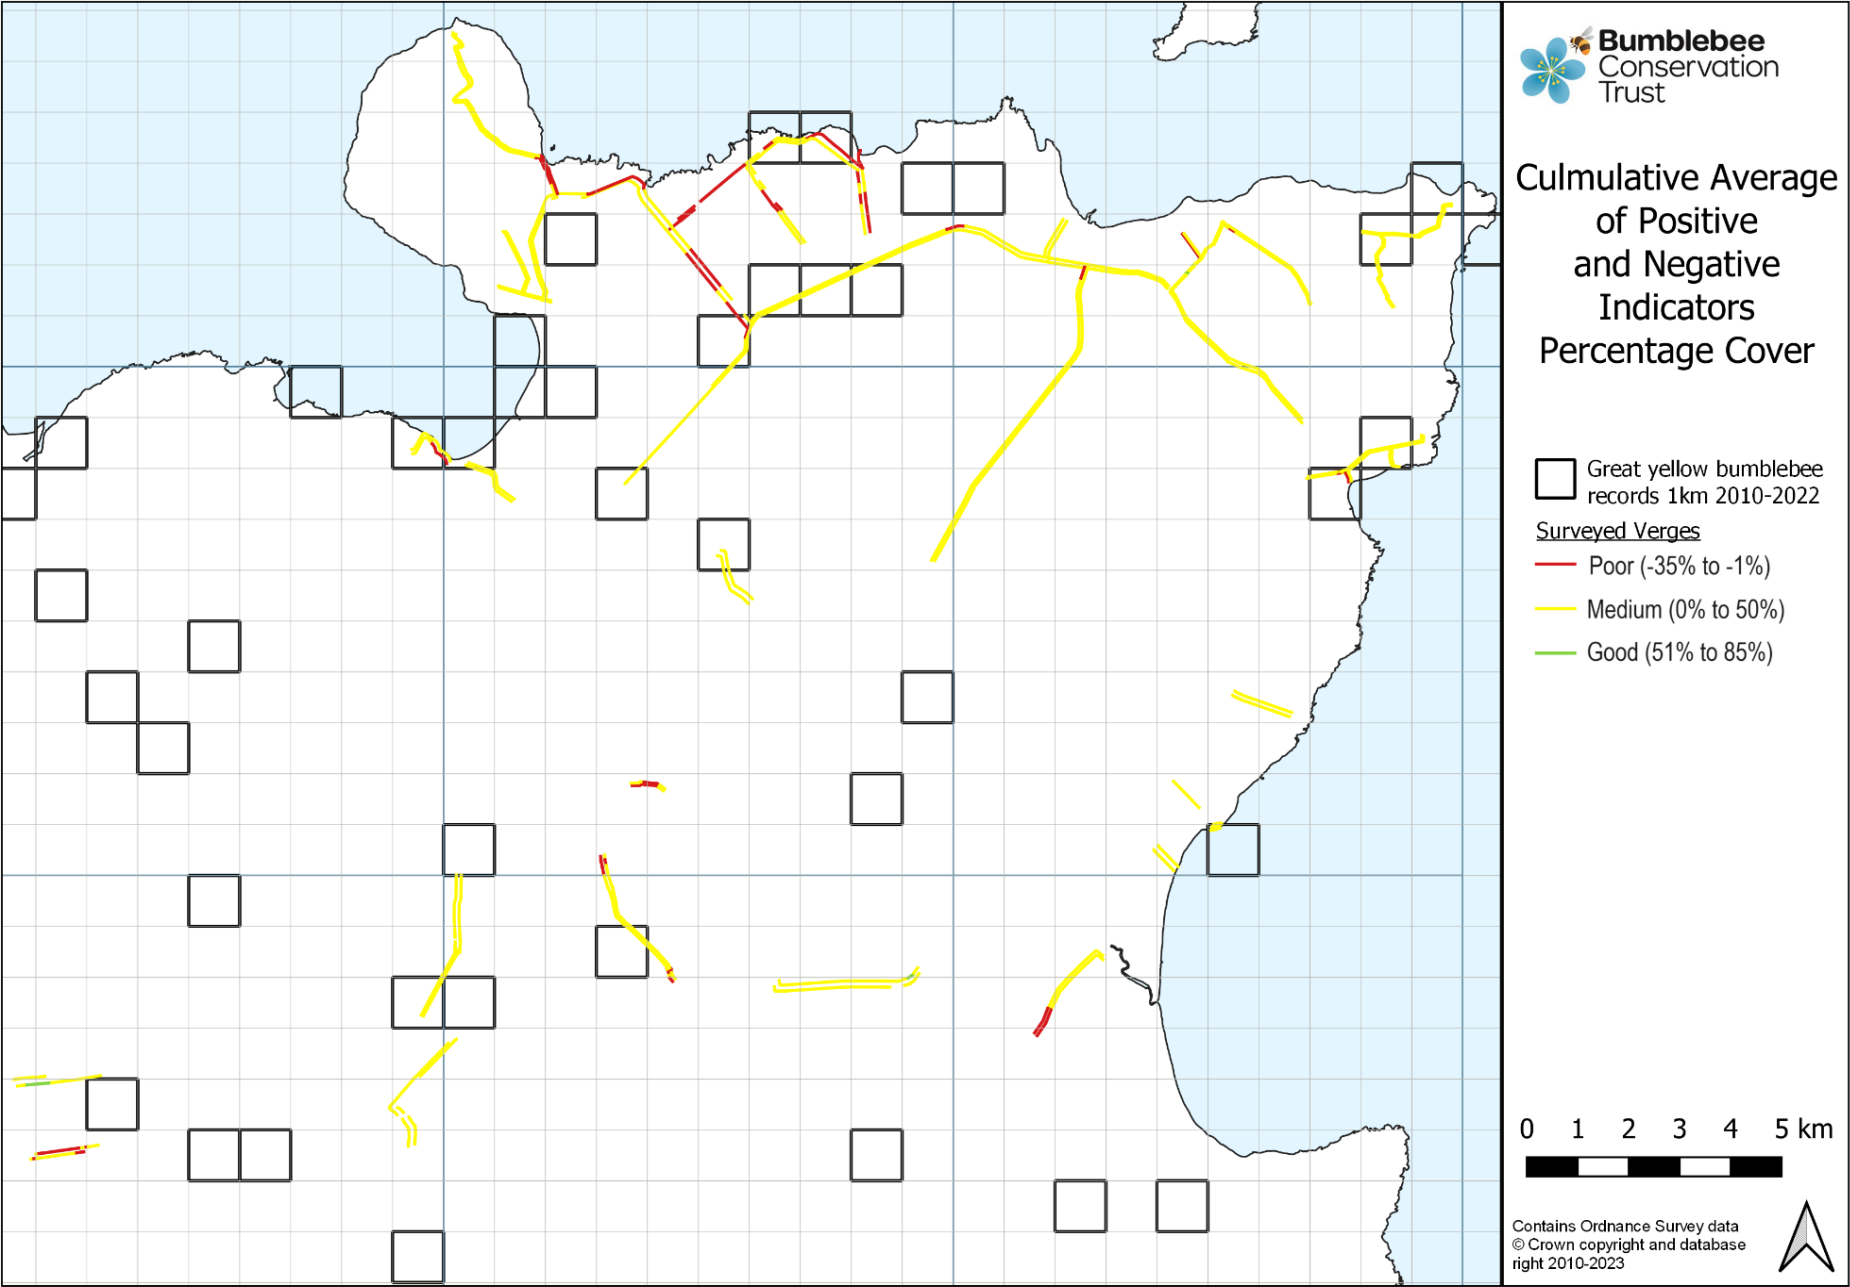 Bumblebee
Conservation
Trust
Culmulative Average
of Positive
and Negative
Indicators
Percentage Cover
Great yellow bumblebee
records 1km 2010-2022
Surveyed Verges
Poor (-35% to -1%)
Medium (0% to 50%)
Good (51% to 85%)
0 1 2 3 4 5 km
Contains Ordnance Survey data
© Crown copyright and database
right 2010-2023